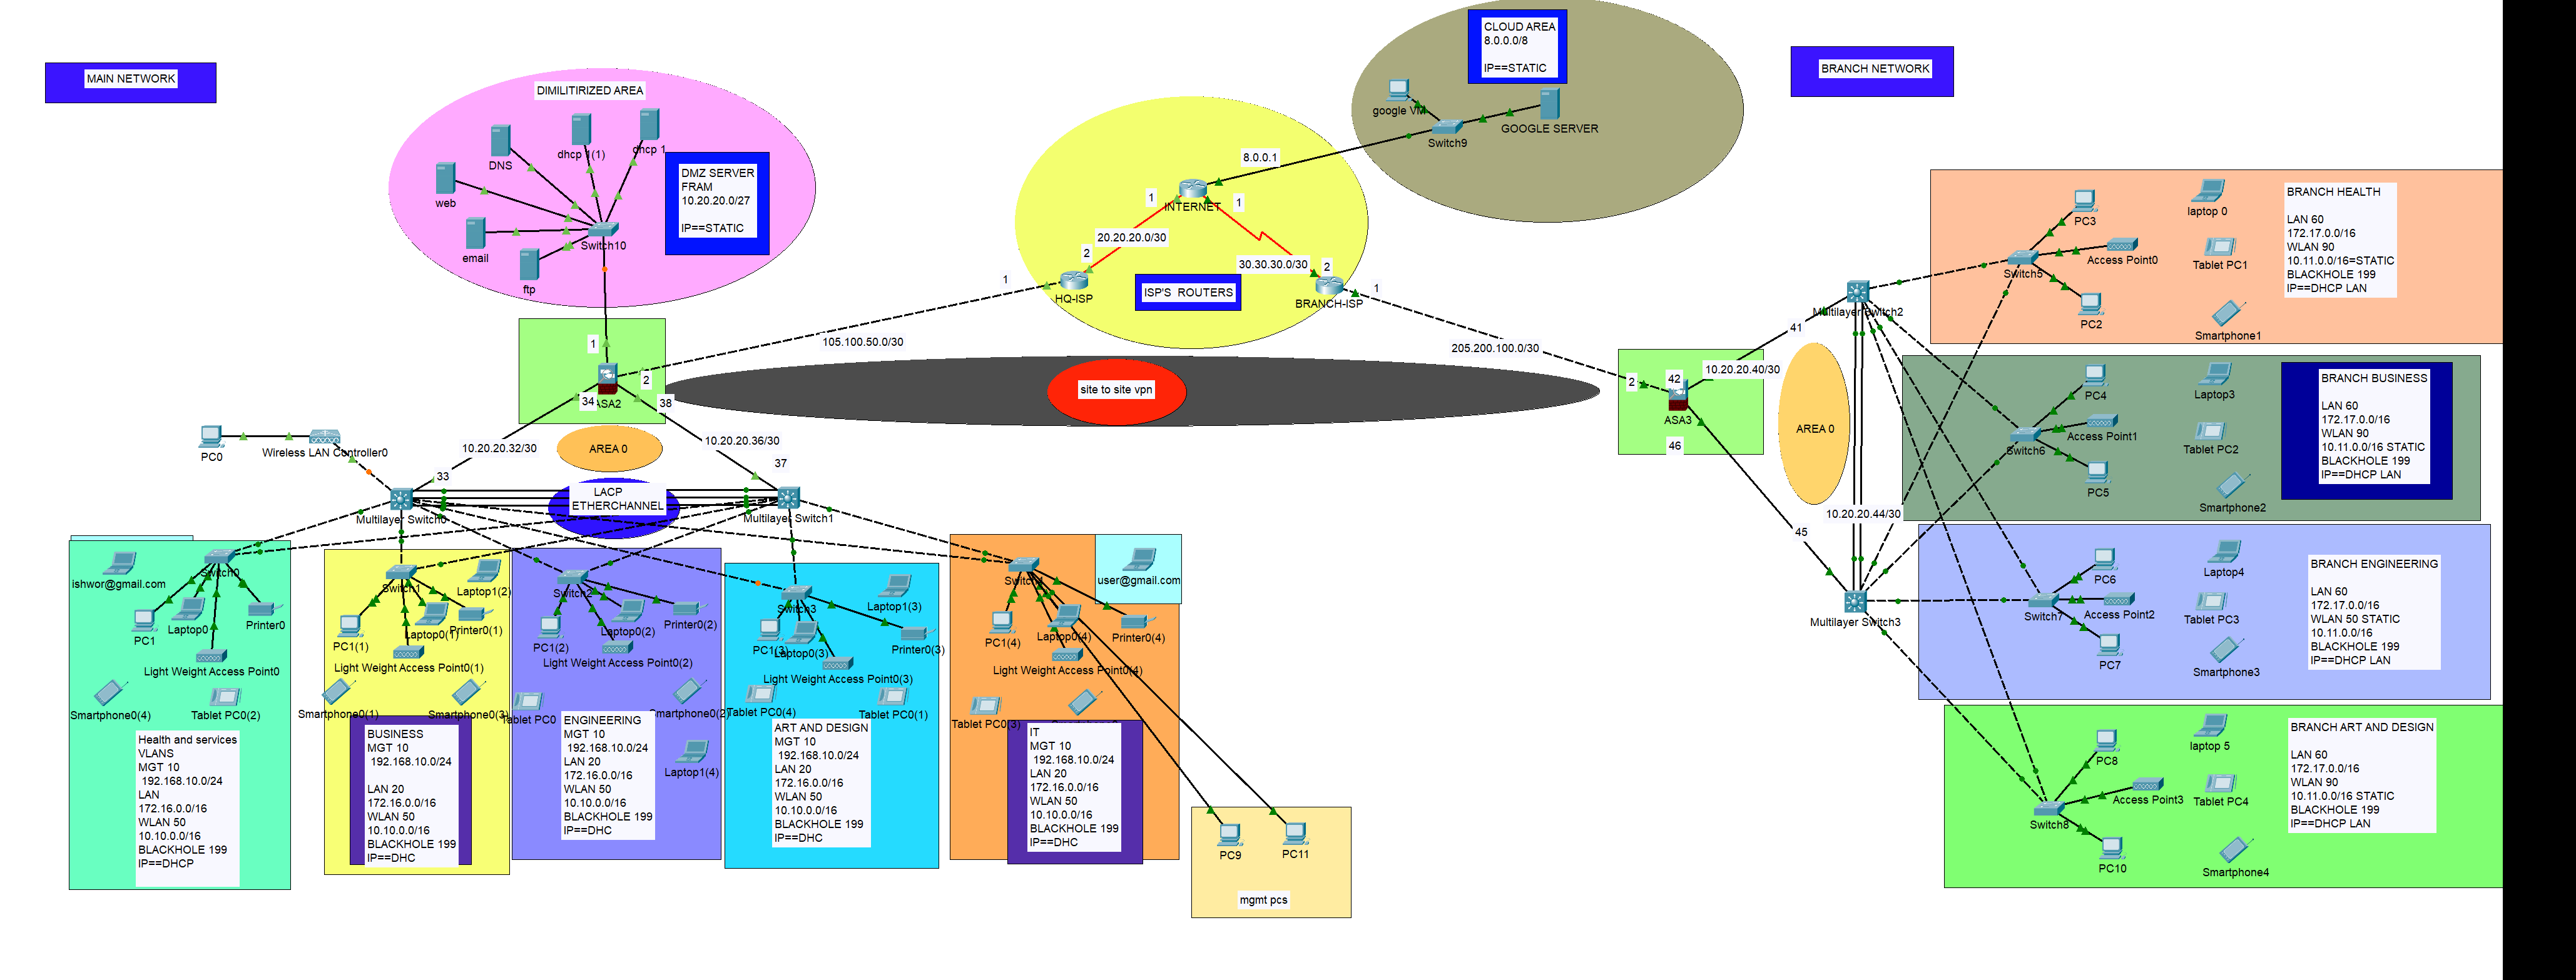 MAIN NETWORK
DIMILITIRIZED AREA
DNS
dhcp 1(1)
dhcp 1
web
email
ftp
Switch10
DMZ SERVER
FRAM
10.20.20.0/27
IP==STATIC
CLOUD AREA
8.0.0.0/8
IP==STATIC
google VM
GOOGLE SERVER
Switch9
8.0.0.1
INTERNET
1
1
20.20.20.0/30
2
30.30.30.0/30
2
1
HQ-ISP
ISP'S ROUTERS
BRANCH-ISP
1
105.100.50.0/30
205.200.100.0/30
site to site vpn
1
2
34
ASA2
38
10.20.20.32/30
AREA 0
10.20.20.36/30
PC0
Wireless LAN Controller0
33
37
LACP
ETHERCHANNEL
Multilayer Switch0
Multilayer Switch1
ishwor@gmail.com
Switch0
PC1
Laptop0
Printer0
Light Weight Access Point0
Smartphone0(4)
Tablet PC0(2)
Health and services
VLANS
MGT 10
192.168.10.0/24
LAN
172.16.0.0/16
WLAN 50
10.10.0.0/16
BLACKHOLE 199
IP==DHCP
Switch1
Laptop1(2)
PC1(1)
Laptop0(1)
Printer0(1)
Light Weight Access Point0(1)
Smartphone0(1)
Smartphone0(3)
BUSINESS
MGT 10
192.168.10.0/24
LAN 20
172.16.0.0/16
WLAN 50
10.10.0.0/16
BLACKHOLE 199
IP==DHC
Switch2
PC1(2)
Laptop0(2)
Printer0(2)
Light Weight Access Point0(2)
Tablet PC0
Smartphone0(2)
Laptop1(4)
ENGINEERING
MGT 10
192.168.10.0/24
LAN 20
172.16.0.0/16
WLAN 50
10.10.0.0/16
BLACKHOLE 199
IP==DHC
Switch3
Laptop1(3)
PC1(3)
Laptop0(3)
Printer0(3)
Light Weight Access Point0(3)
Tablet PC0(4)
Tablet PC0(1)
ART AND DESIGN
MGT 10
192.168.10.0/24
LAN 20
172.16.0.0/16
WLAN 50
10.10.0.0/16
BLACKHOLE 199
IP==DHC
user@gmail.com
PC1(4)
Laptop0(4)
Printer0(4)
Light Weight Access Point0(4)
Tablet PC0(3)
IT
MGT 10
192.168.10.0/24
LAN 20
172.16.0.0/16
WLAN 50
10.10.0.0/16
BLACKHOLE 199
IP==DHC
PC9
PC11
mgmt pcs
BRANCH NETWORK
2
42
ASA3
46
41
10.20.20.40/30
AREA 0
10.20.20.44/30
45
Multilayer Switch2
Multilayer Switch3
Switch5
PC3
Access Point0
PC2
laptop 0
Tablet PC1
Smartphone1
BRANCH HEALTH
LAN 60
172.17.0.0/16
WLAN 90
10.11.0.0/16=STATIC
BLACKHOLE 199
IP==DHCP LAN
Switch6
PC4
Access Point1
PC5
Laptop3
Tablet PC2
Smartphone2
BRANCH BUSINESS
LAN 60
172.17.0.0/16
WLAN 90
10.11.0.0/16 STATIC
BLACKHOLE 199
IP==DHCP LAN
Switch7
PC6
Access Point2
PC7
Laptop4
Tablet PC3
Smartphone3
BRANCH ENGINEERING
LAN 60
172.17.0.0/16
WLAN 50 STATIC
10.11.0.0/16
BLACKHOLE 199
IP==DHCP LAN
Switch8
PC8
Access Point3
PC10
laptop 5
Tablet PC4
Smartphone4
BRANCH ART AND DESIGN
LAN 60
172.17.0.0/16
WLAN 90
10.11.0.0/16 STATIC
BLACKHOLE 199
IP==DHCP LAN